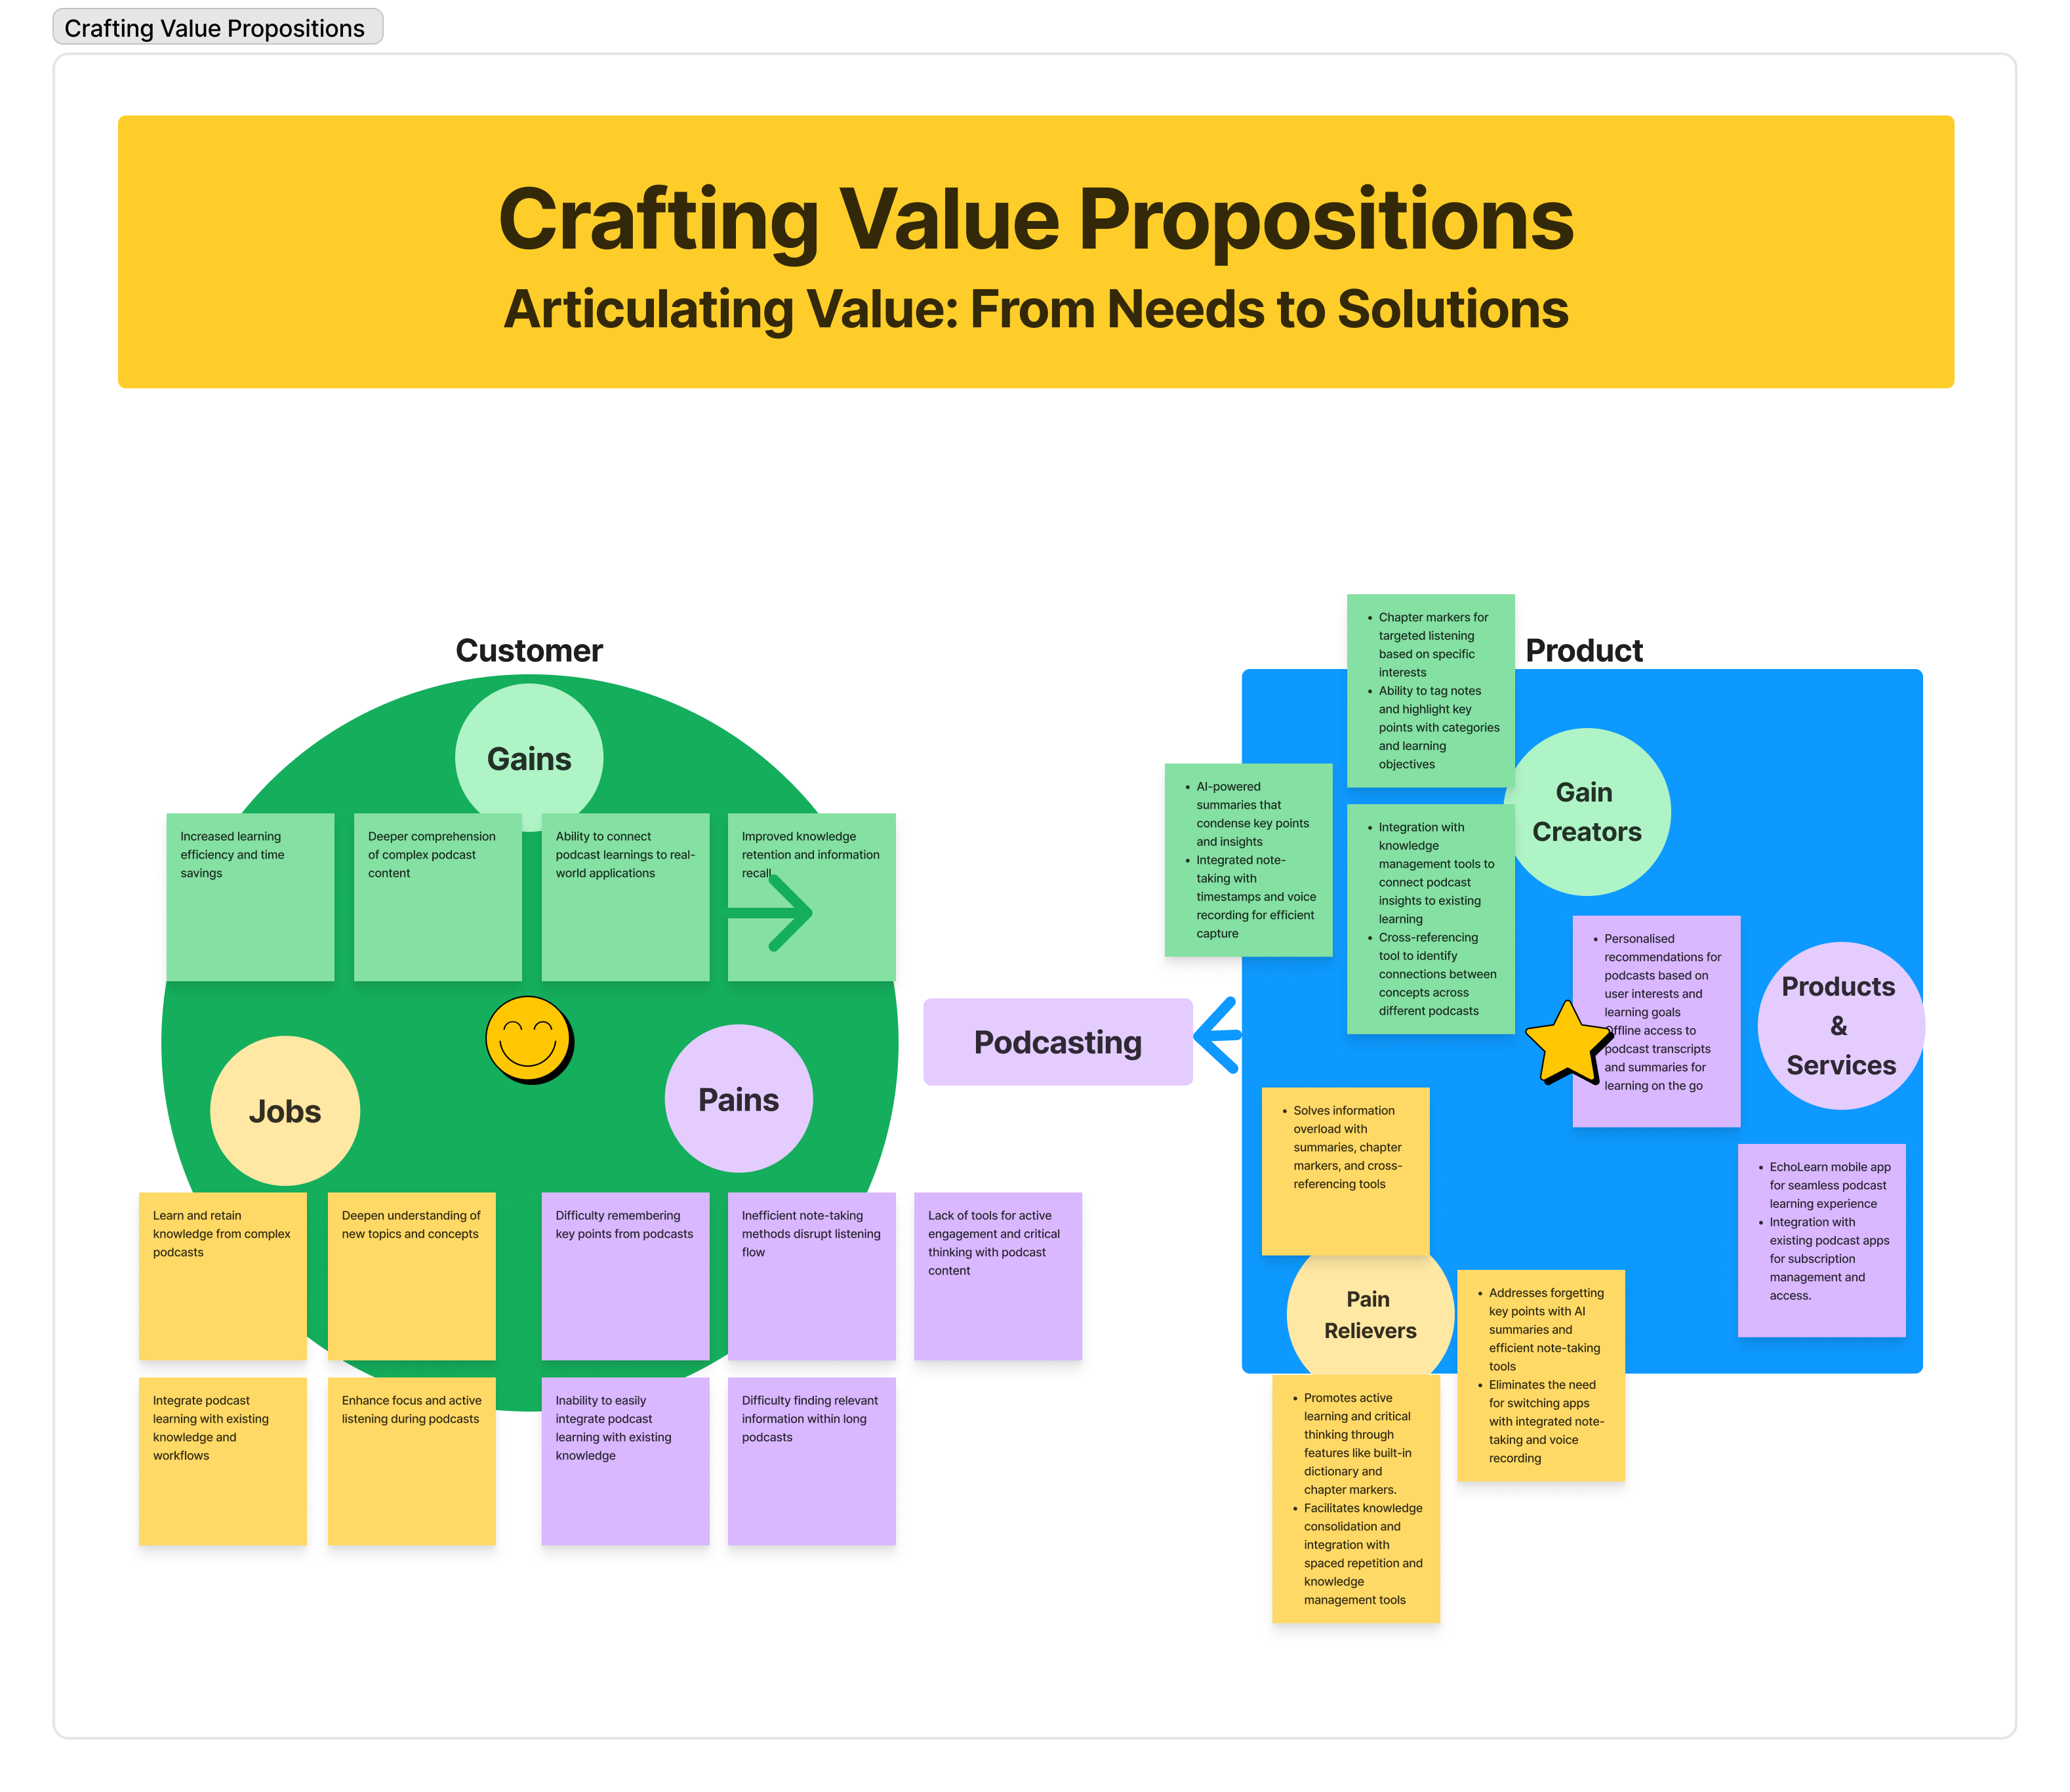 Crafting Value Propositions
Crafting Value Propositions
Articulating Value: From Needs to Solutions
Customer
Gains
Increased learning
efficiency and time
savings
Deeper comprehension
of complex podcast
content
Ability to connect
podcast learnings to real-
world applications
Improved knowledge
retention and information
recall
Jobs
Pains
Learn and retain
knowledge from complex
podcasts
Deepen understanding of
new topics and concepts
Difficulty remembering
key points from podcasts
Inefficient note-taking
methods disrupt listening
flow
Lack of tools for active
engagement and critical
thinking with podcast
content
Integrate podcast
learning with existing
knowledge and
workflows
Enhance focus and active
listening during podcasts
Inability to easily
integrate podcast
learning with existing
knowledge
Difficulty finding relevant
information within long
podcasts
Podcasting
Product
• Chapter markers for
targeted listening
based on specific
interests
• Ability to tag notes
and highlight key
points with categories
and learning
objectives
Gain
Creators
• AI-powered
summaries that
condense key points
and insights
• Integrated note-
taking with
timestamps and voice
recording for efficient
capture
• Integration with
knowledge
management tools to
connect podcast
insights to existing
learning
• Cross-referencing
tool to identify
connections between
concepts across
different podcasts
• Personalised
recommendations for
podcasts based on
user interests and
learning goals
Offline access to
podcast transcripts
and summaries for
learning on the go
Products
&
Services
• EchoLearn mobile app
for seamless podcast
learning experience
• Integration with
existing podcast apps
for subscription
management and
access.
• Solves information
overload with
summaries, chapter
markers, and cross-
referencing tools
Pain
Relievers
• Addresses forgetting
key points with AI
summaries and
efficient note-taking
tools
• Eliminates the need
for switching apps
with integrated note-
taking and voice
recording
• Promotes active
learning and critical
thinking through
features like built-in
dictionary and
chapter markers.
• Facilitates knowledge
consolidation and
integration with
spaced repetition and
knowledge
management tools